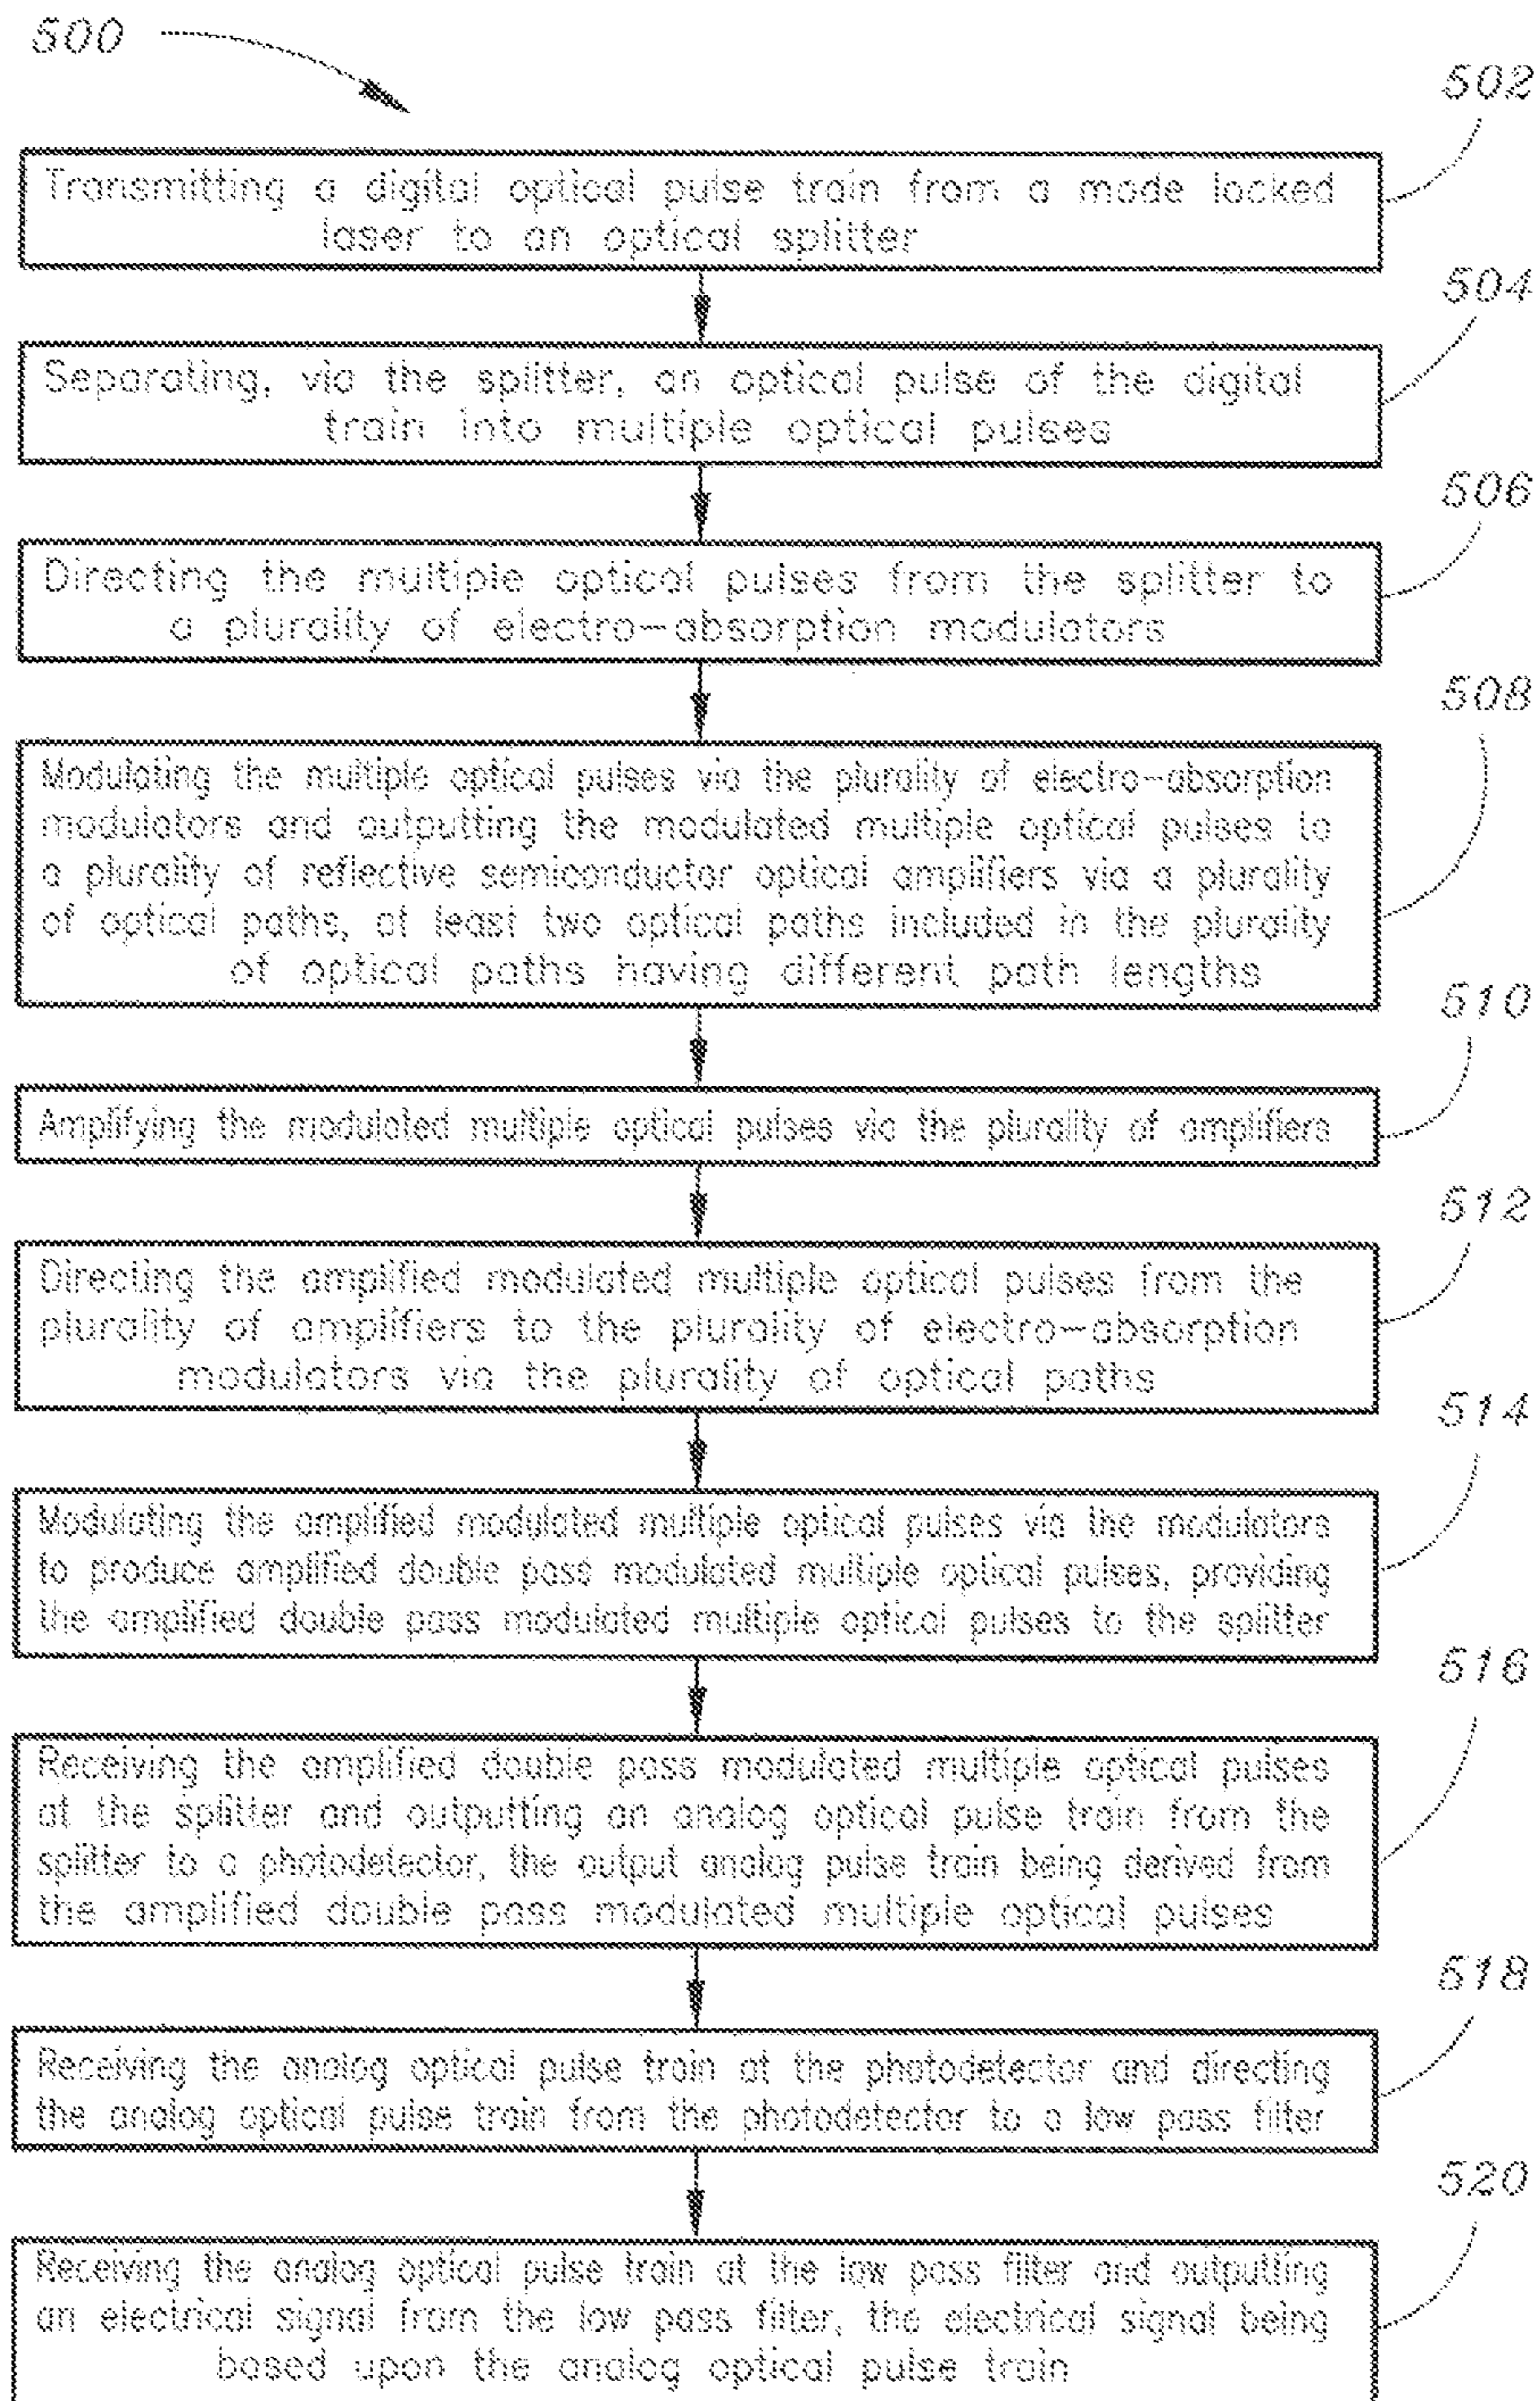 500
502
Transmitting a digital optical pulse train from a mode locked
laser to an optical splitter
504
Separating, via the splitter, an optical pulse of the digital
train into multiple optical pulses
506
Directing the multiple optical pulses from the splitter to
a plurality of electro-absorption modulators
508
Modulating the multiple optical pulses via the plurality of electro-absorption
modulators and outputting the modulated multiple optical pulses to
a plurality of reflective semiconductor optical amplifiers via a plurality
of optical paths, at least two optical paths included in the plurality
of optical paths having different path lengths
510
Amplifying the modulated multiple optical pulses via the plurality of amplifiers
512
Directing the amplified modulated multiple optical pulses from the
plurality of amplifiers to the plurality of electro-absorption
modulators via the plurality of optical paths
514
Modulating the amplified modulated multiple optical pulses via the modulators
to produce amplified double pass modulated multiple optical pulses, providing
the amplified double pass modulated multiple optical pulses to the splitter
516
Receiving the amplified double pass modulated multiple optical pulses
at the splitter and outputting an analog optical pulse train from the
splitter to a photodetector, the output analog pulse train being derived from
the amplified double pass modulated multiple optical pulses
518
Receiving the analog optical pulse train at the photodetector and directing
the analog optical pulse train from the photodetector to a low pass filter
520
Receiving the analog optical pulse train at the low pass filter and outputting
an electrical signal from the low pass filter, the electrical signal being
based upon the analog optical pulse train